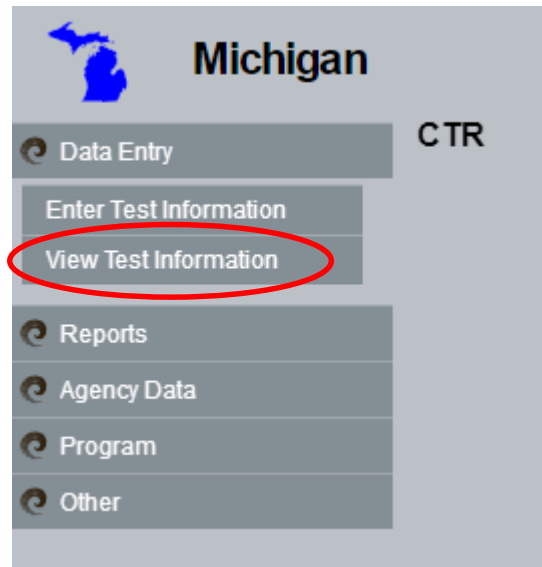 Michigan
CTR
Data Entry
Enter Test Information
View Test Information
Reports
Agency Data
Program
Other